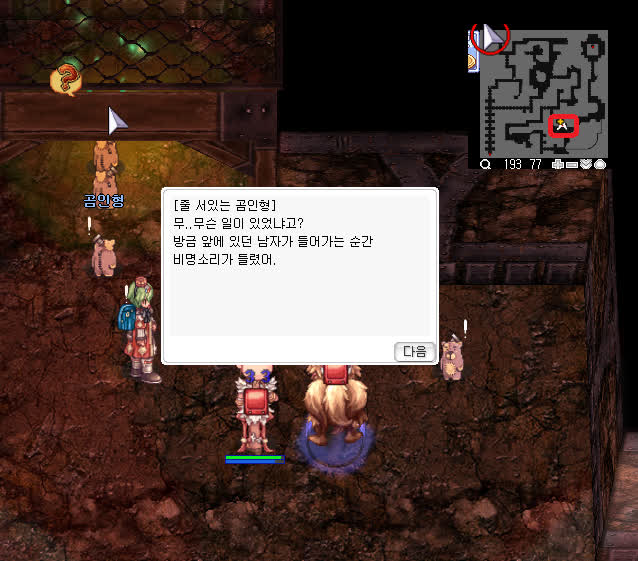 193 77
곰인형
[줄 서있는 곰인형]
무..무슨 일이 있었냐고?
방금 앞에 있던 남자가 들어가는 순간
비명소리가 들렸어.
다음